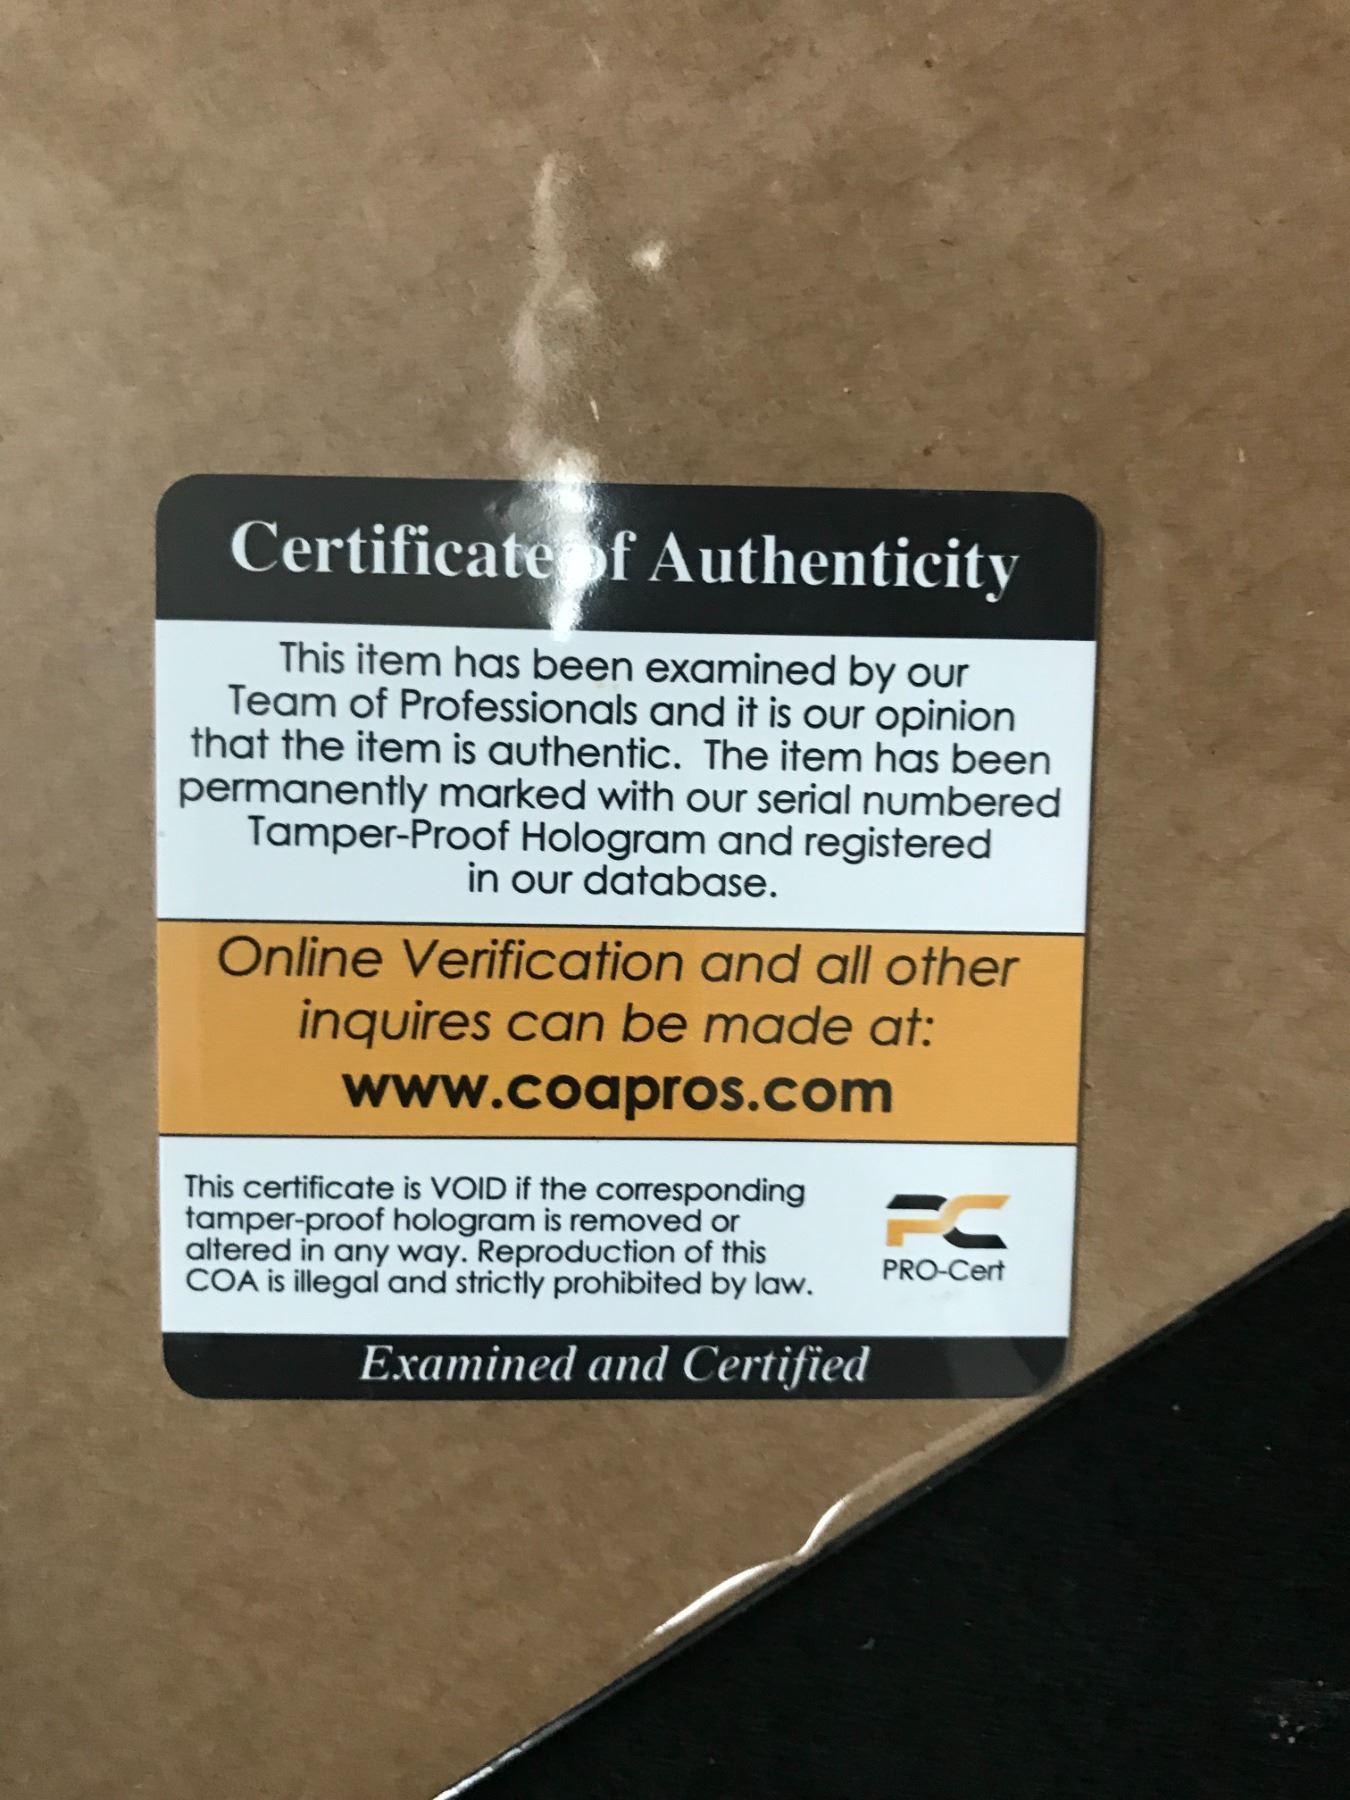 Certificate of Authenticity
This item has been examined by our
Team of Professionals and it is our opinion
that the item is authentic. The item has been
permanently marked with our serial numbered
Tamper-Proof Hologram and registered
in our database.
Online Verification and all other
inquires can be made at:
www.coapros.com
This certificate is VOID if the corresponding
tamper-proof hologram is removed or
altered in any way. Reproduction of this
COA is illegal and strictly prohibited by law.
PC
PRO-Cert
Examined and Certified